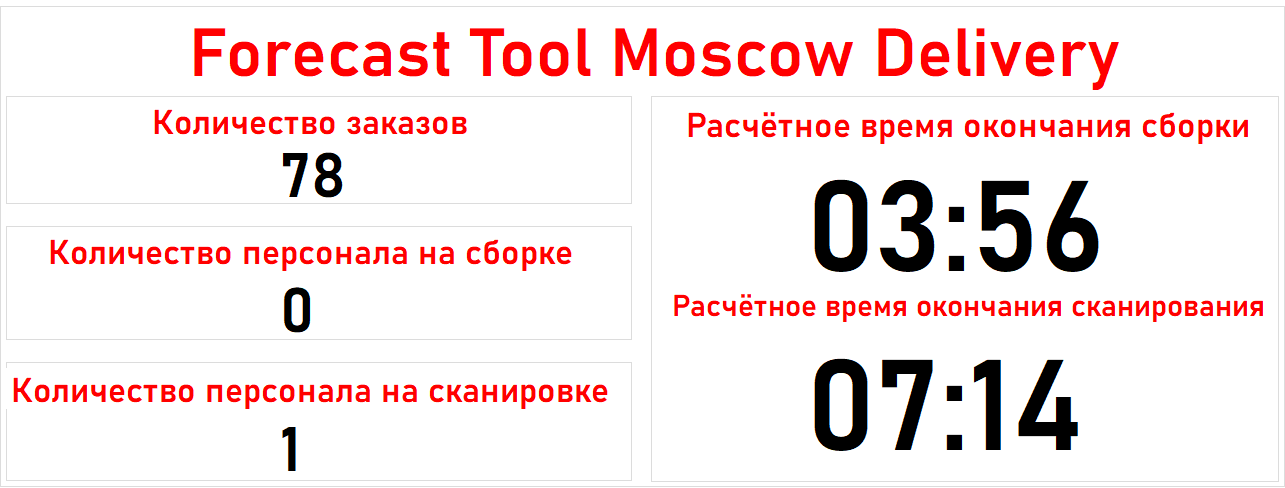 Forecast Tool Moscow Delivery
Количество заказов
78
Количество персонала на сборке
0
Количество персонала на сканировке
1
Расчётное время окончания сборки
03:56
Расчётное время окончания сканирования
07:14